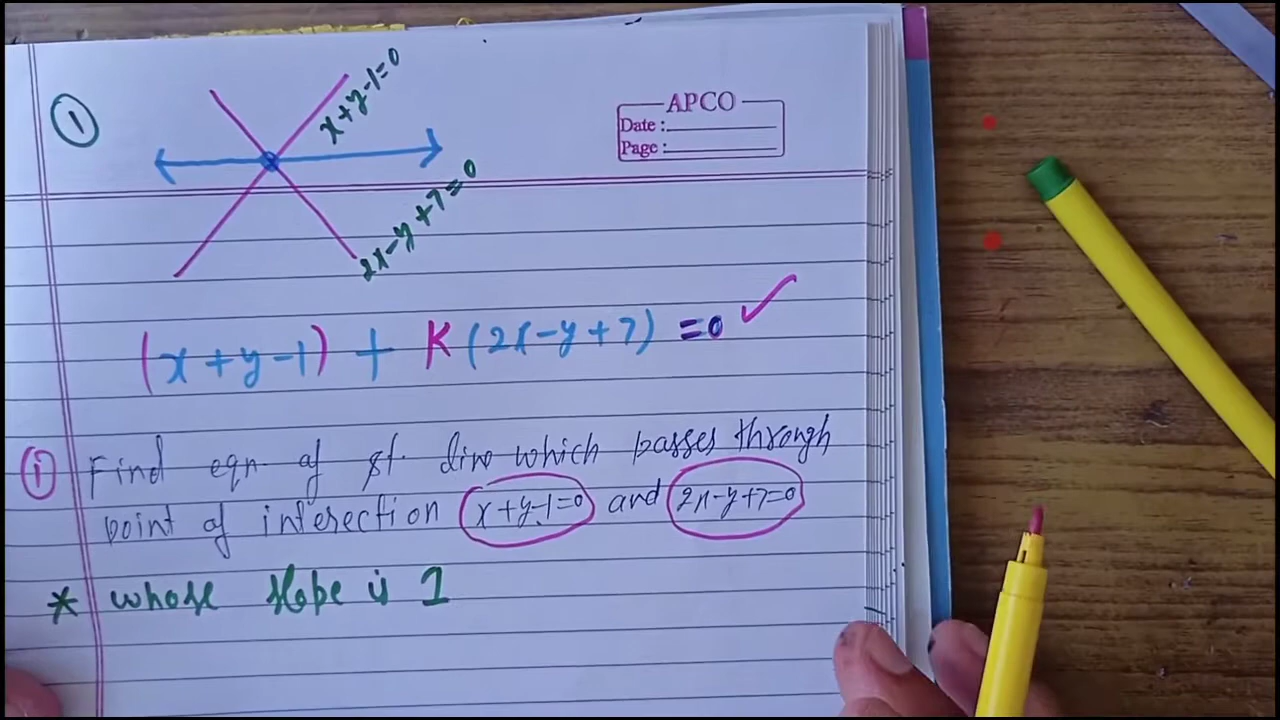 1
x+y-1=0
APCO
Date :
Page :
2x-y+7=0
(x+y-1) + K(2x-y+7) =0
i Find eqn of st. line which passes through
point of intersection x+y-1=0 and 2x-y+7=0
* whose slope is 1